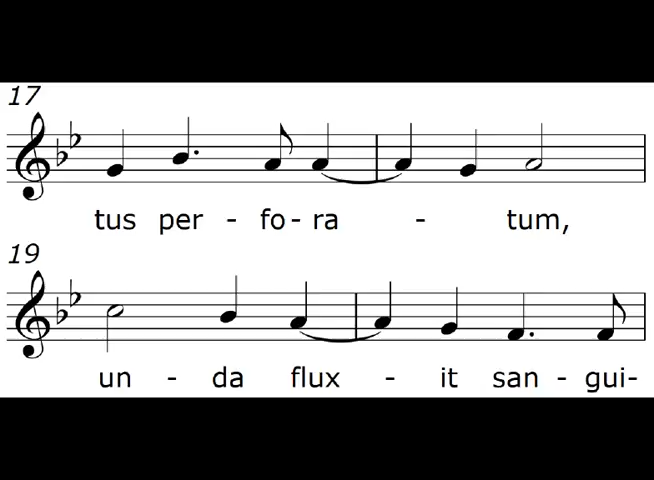 17
tus per - fo - ra - tum,
19
un - da flux - it san - gui-